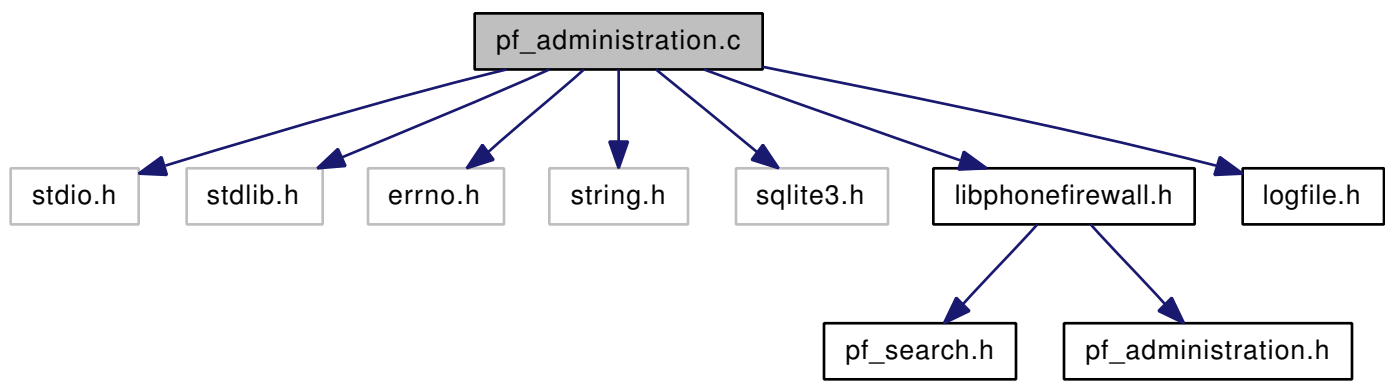 pf_administration.c
stdio.h
stdlib.h
errno.h
string.h
sqlite3.h
libphonefirewall.h
logfile.h
pf_search.h
pf_administration.h